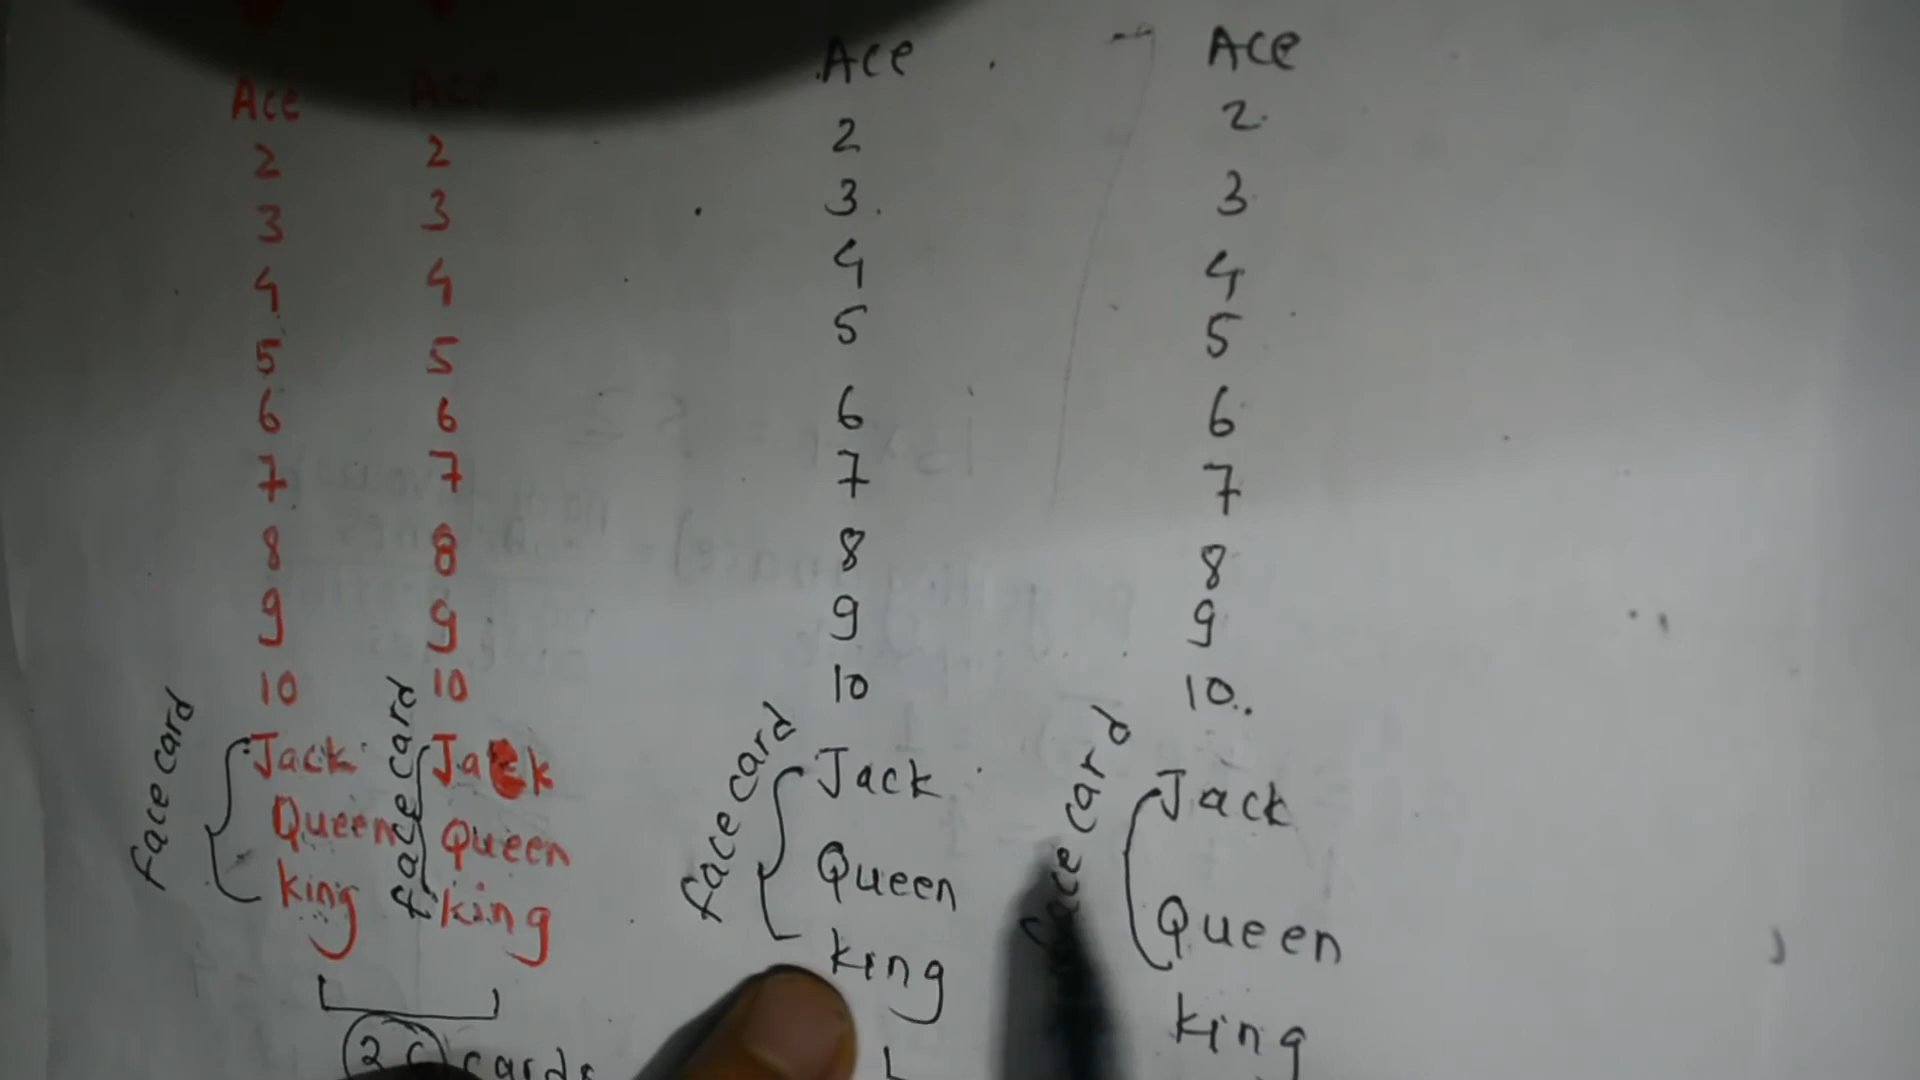 Ace Ace Ace Ace
2 2 2 2
3 3 3 3
4 4 4 4
5 5 5 5
6 6 6 6
7 7 7 7
8 8 8 8
9 9 9 9
10 10 10 10
face card Jack face card Jack face card Jack face card Jack
Queen Queen Queen Queen
king king king king
26 cards